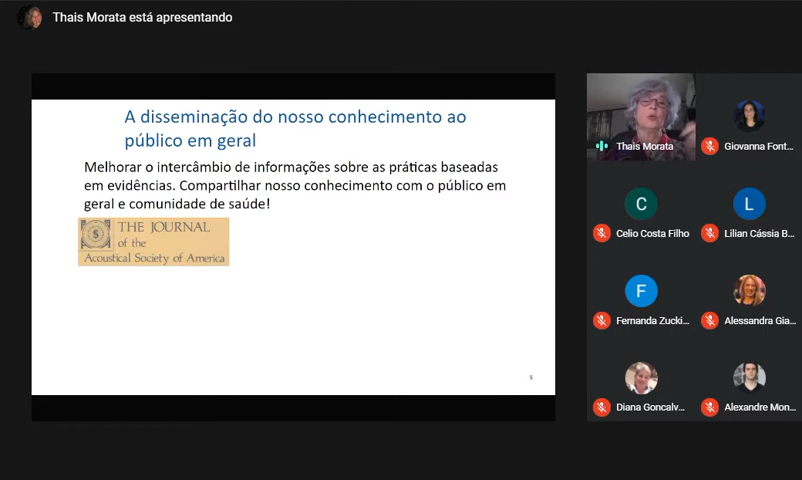 Thais Morata está apresentando
A disseminação do nosso conhecimento ao
público em geral
Melhorar o intercâmbio de informações sobre as práticas baseadas
em evidências. Compartilhar nosso conhecimento com o público em
geral e comunidade de saúde!
THE JOURNAL
of the
Acoustical Society of America
Thais Morata
Giovanna Font...
C
L
Celio Costa Filho
Lilian Cássia B...
F
Fernanda Zucki...
Alessandra Gia...
Diana Goncalv...
Alexandre Mon...